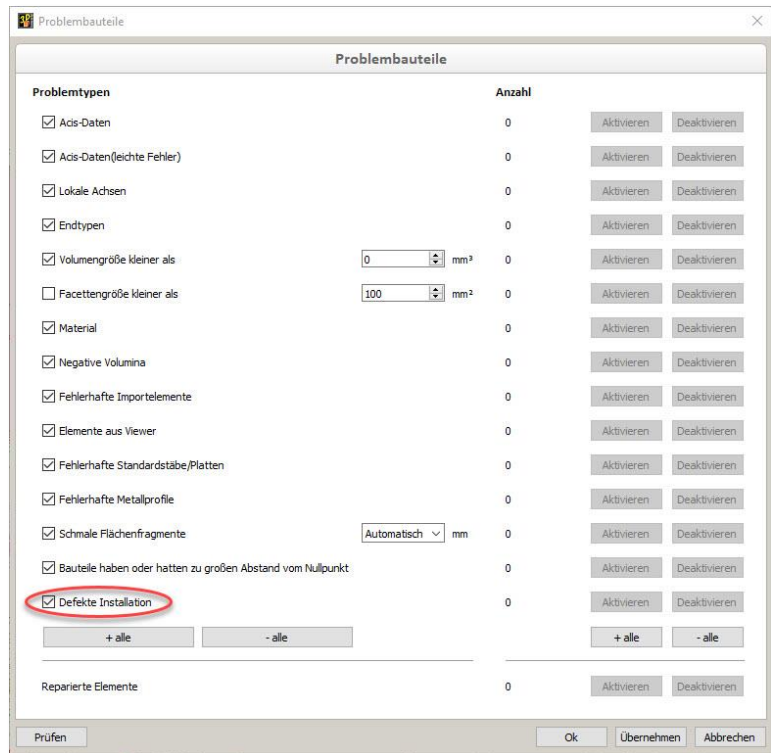 Problembauteile
Problembauteile
Problemtypen Anzahl
Acis-Daten 0 Aktivieren Deaktivieren
Acis-Daten(leichte Fehler) 0 Aktivieren Deaktivieren
Lokale Achsen 0 Aktivieren Deaktivieren
Endtypen 0 Aktivieren Deaktivieren
Volumengröße kleiner als 0 mm³ 0 Aktivieren Deaktivieren
Facettengröße kleiner als 100 mm² 0 Aktivieren Deaktivieren
Material 0 Aktivieren Deaktivieren
Negative Volumina 0 Aktivieren Deaktivieren
Fehlerhafte Importelemente 0 Aktivieren Deaktivieren
Elemente aus Viewer 0 Aktivieren Deaktivieren
Fehlerhafte Standardstäbe/Platten 0 Aktivieren Deaktivieren
Fehlerhafte Metallprofile 0 Aktivieren Deaktivieren
Schmale Flächenfragmente Automatisch mm 0 Aktivieren Deaktivieren
Bauteile haben oder hatten zu großen Abstand vom Nullpunkt 0 Aktivieren Deaktivieren
Defekte Installation 0 Aktivieren Deaktivieren
+ alle - alle + alle - alle
Reparierte Elemente 0 Aktivieren Deaktivieren
Prüfen Ok Übernehmen Abbrechen